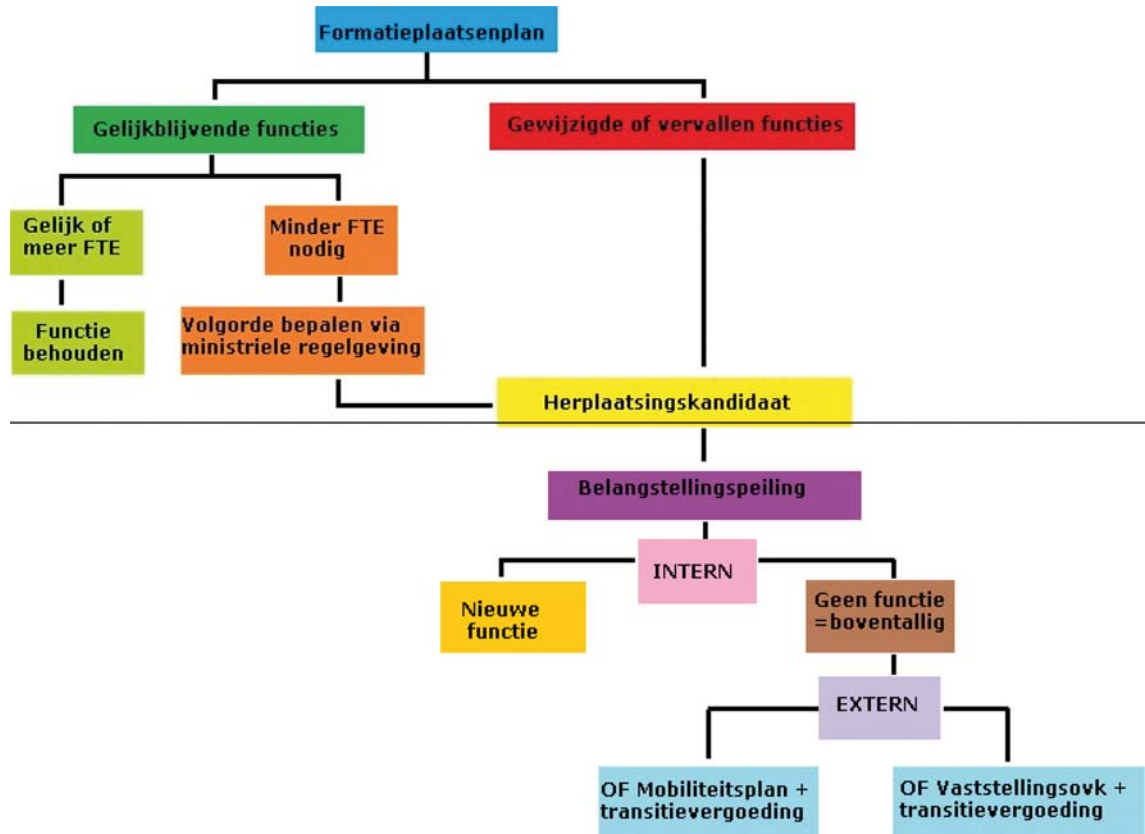 Formatieplaatsenplan
Gelijkblijvende functies
Gewijzigde of vervallen functies
Gelijk of
meer FTE
Minder FTE
nodig
Functie
behouden
Volgorde bepalen via
ministriele regelgeving
Herplaatsingskandidaat
Belangstellingspeiling
INTERN
Nieuwe
functie
Geen functie
=boventallig
EXTERN
OF Mobiliteitsplan +
transitievergoeding
OF Vaststellingsovk +
transitievergoeding